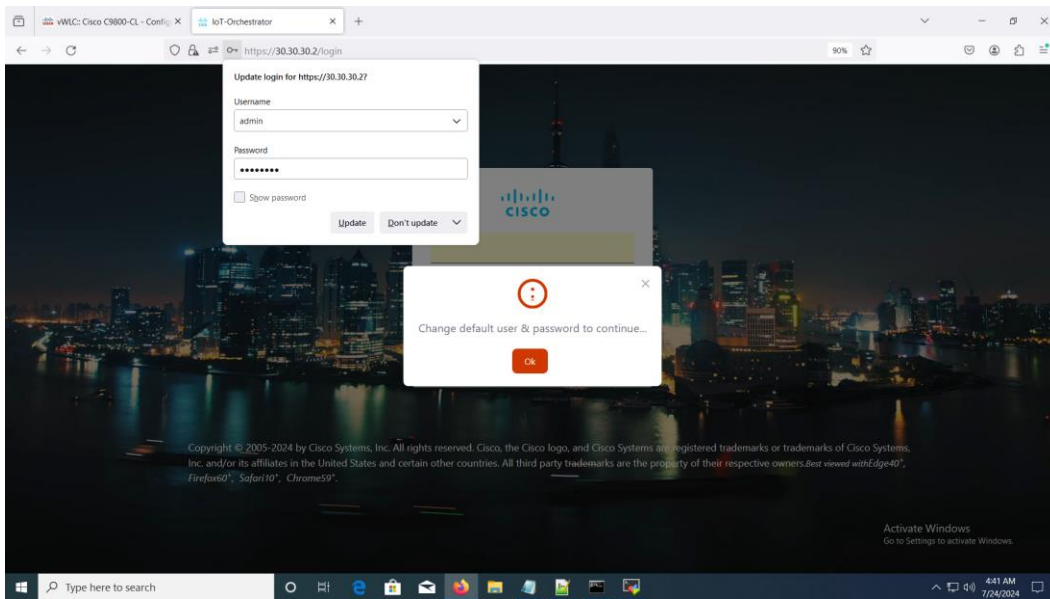 vWLC:: Cisco C9800-CL - Config
IoT-Orchestrator
https://30.30.30.2/login
90%
Update login for https://30.30.30.2?
Username
admin
Password
••••••••
Show password
Update
Don't update
CISCO
Change default user & password to continue...
Ok
Copyright © 2005-2024 by Cisco Systems, Inc. All rights reserved. Cisco, the Cisco logo, and Cisco Systems are registered trademarks or trademarks of Cisco Systems,
Inc. and/or its affiliates in the United States and certain other countries. All third party trademarks are the property of their respective owners.Best viewed withEdge40+,
Firefox60+, Safari10+, Chrome59+.
Activate Windows
Go to Settings to activate Windows.
Type here to search
4:41 AM
7/24/2024